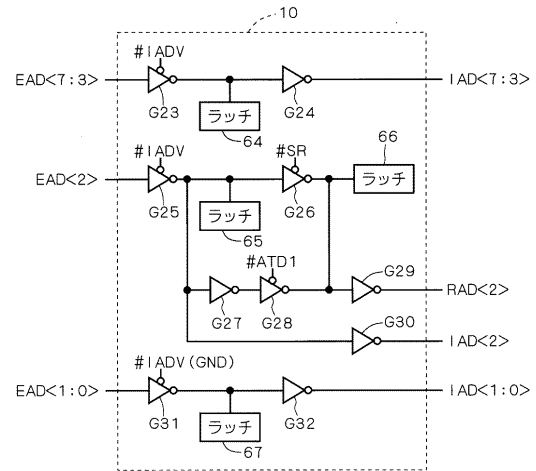 10
#IADV
EAD<7:3>
IAD<7:3>
G23
G24
ラッチ
64
66
#IADV
#SR
EAD<2>
ラッチ
G25
ラッチ
G26
65
#ATD1
G29
RAD<2>
G27
G28
G30
IAD<2>
#IADV(GND)
EAD<1:0>
IAD<1:0>
G31
G32
ラッチ
67